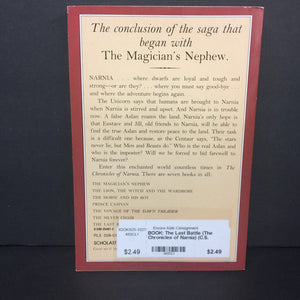 The conclusion of the saga that
began with
The Magician's Nephew.
NARNIA . . . where dwarfs are loyal and tough and
strong—or are they? . . . where you must say good-bye . . .
and where the adventure begins again.
The Unicorn says that humans are brought to Narnia
when Narnia is stirred and upset. And Narnia is in trouble
now: A false Aslan roams the land. Narnia's only hope is
that Eustace and Jill, old friends to Narnia, will be able to
find the true Aslan and restore peace to the land. Their task
is a difficult one because, as the Centaur says, "The stars
never lie, but Men and Beasts do." Who is the real Aslan and
who is the imposter? Will we be forced to bid farewell to
Narnia forever?
Enter this enchanted world countless times in The
Chronicles of Narnia. There are seven books in all:
THE MAGICIAN'S NEPHEW
THE LION, THE WITCH AND THE WARDROBE
THE HORSE AND HIS BOY
PRINCE CASPIAN
THE VOYAGE OF THE DAWN TREADER
THE SILVER CHAIR
THE LAST
SCHOLAST
$2.49
Encore Kids Consignment
BOOK: The Last Battle (The
Chronicles of Narnia) (C.S.
$2.49
$2.49